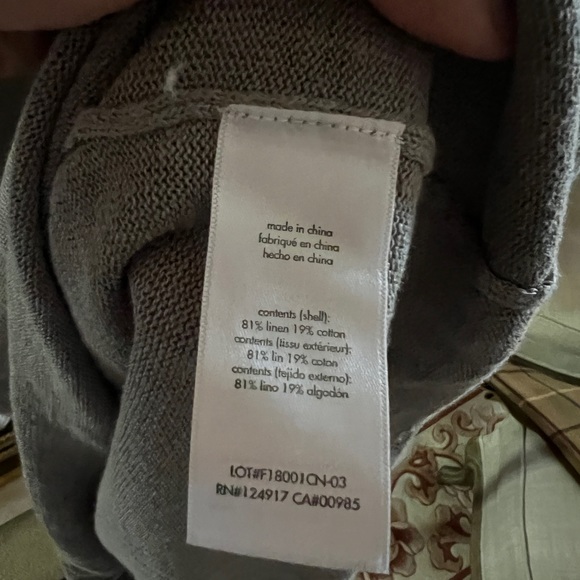 made in china
fabriqué en china
hecho en china
contents (shell):
81% linen 19% cotton
contents (tissu extérieur):
81% lin 19% coton
contents (tejido externo):
81% lino 19% algodón
LOT#F18001CN-03
RN#124917 CA#00985